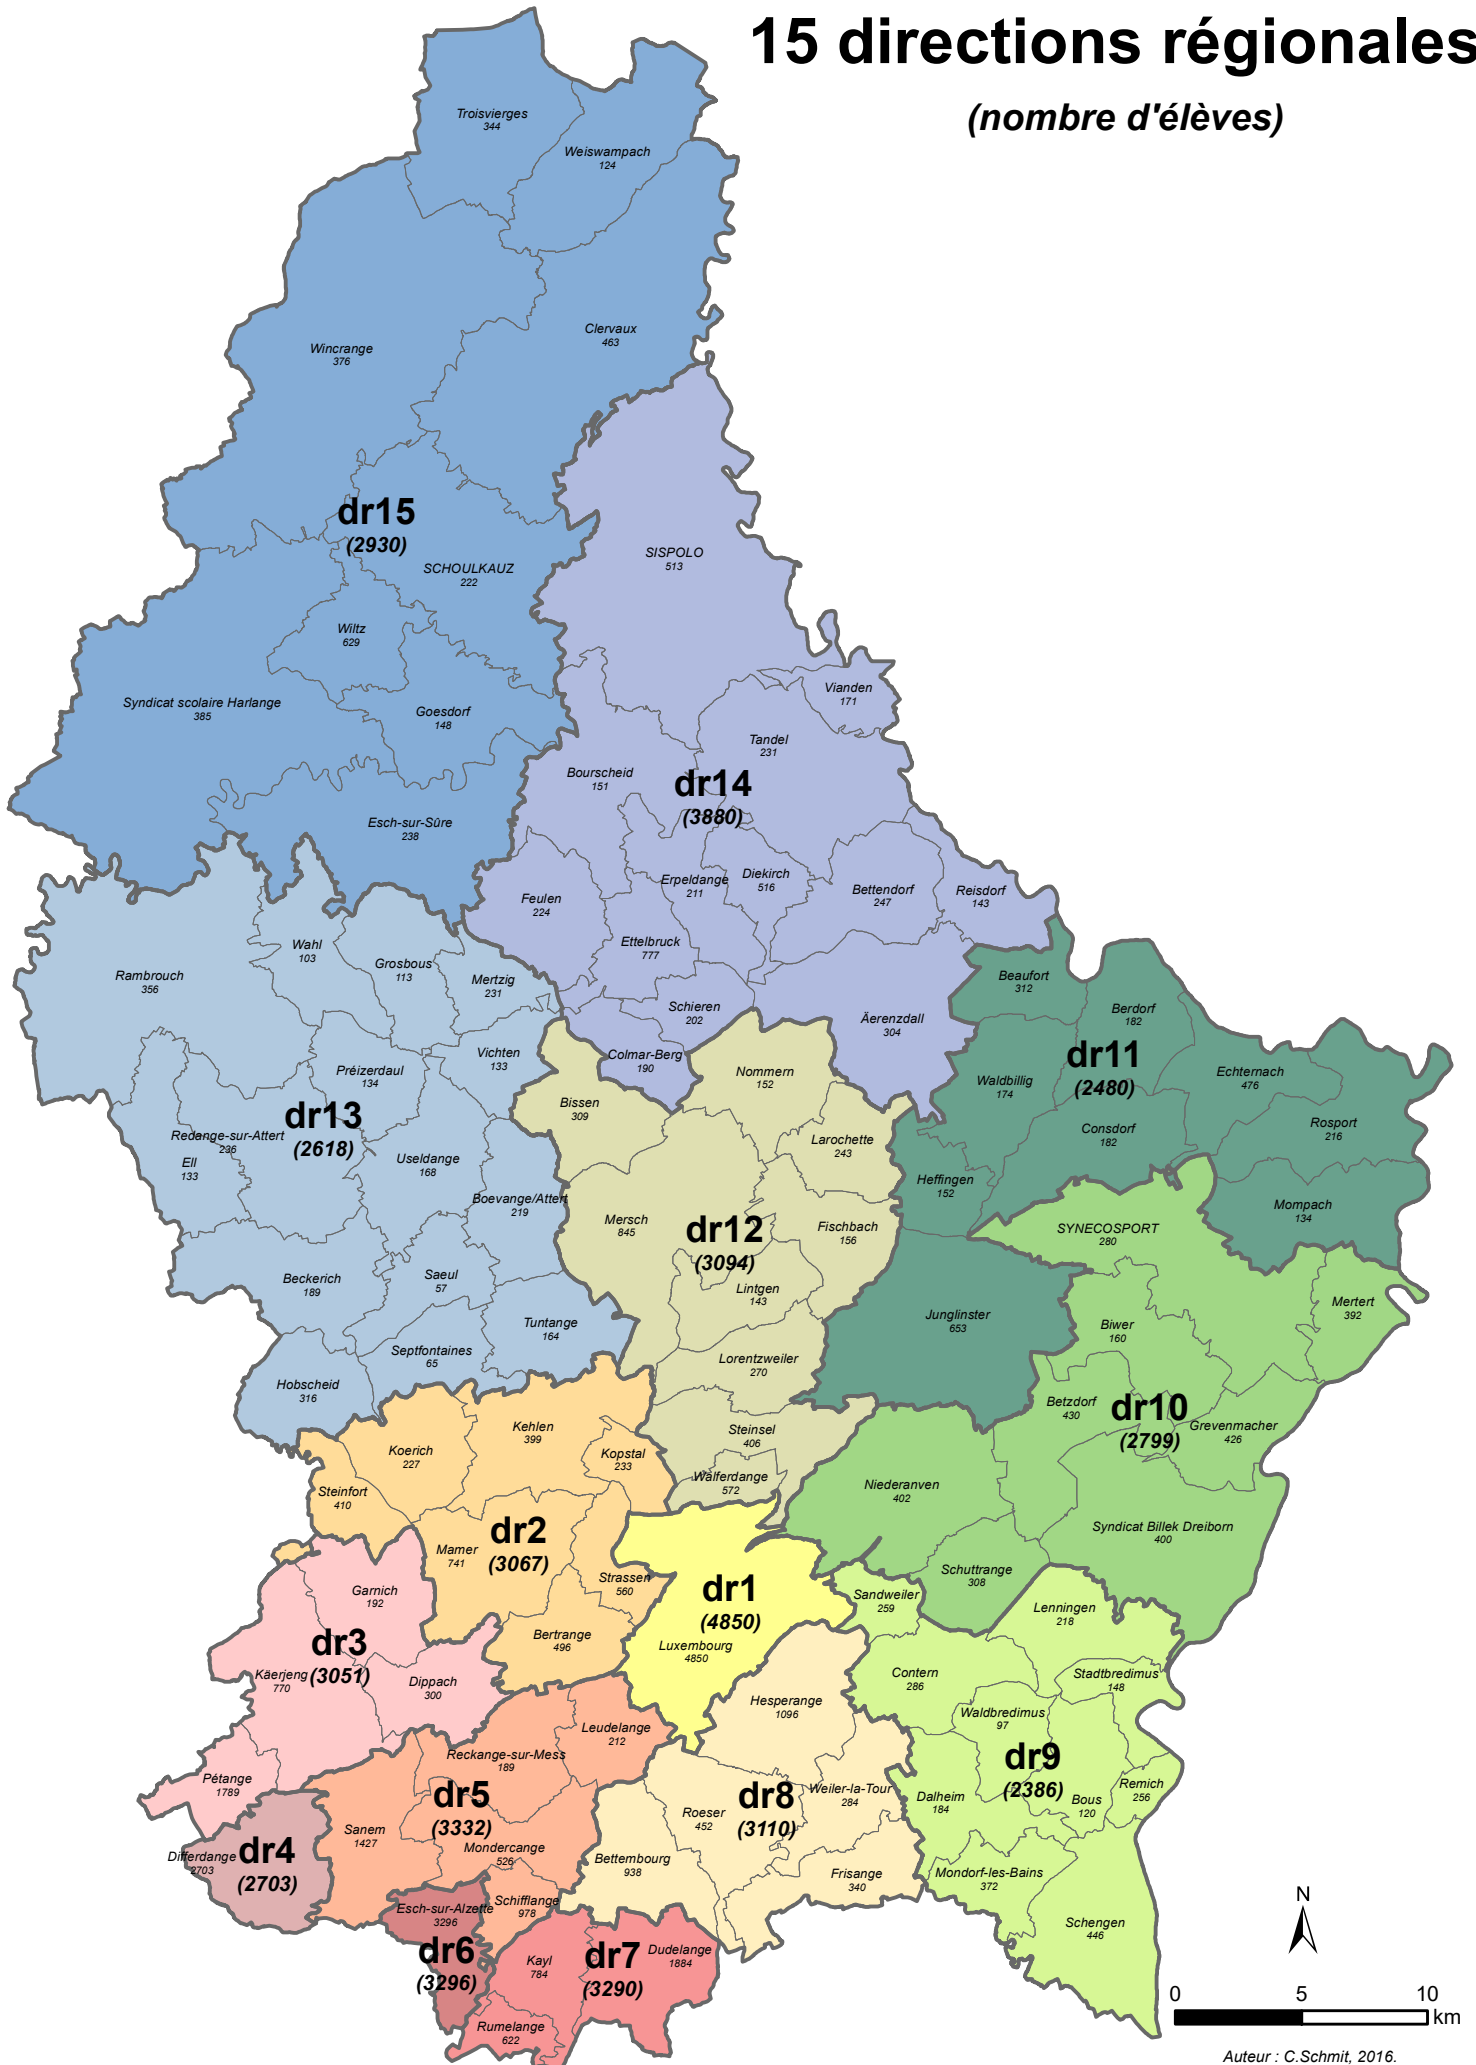 15 directions régionales
(nombre d'élèves)
Troisvierges
344
Weiswampach
124
Wincrange
376
Clervaux
463
dr15
(2930)
SCHOULKAUZ
222
SISPOLO
513
Wiltz
629
Syndicat scolaire Harlange
385
Goesdorf
148
Vianden
171
Tandel
231
Bourscheid
151
dr14
(3880)
Esch-sur-Sûre
238
Feulen
224
Erpeldange
211
Diekirch
516
Bettendorf
247
Reisdorf
143
Ettelbruck
777
Wahl
103
Grosbous
113
Mertzig
231
Rambrouch
356
Schieren
202
Äerenzdall
304
Beaufort
312
Berdorf
182
Colmar-Berg
190
Vichten
133
Préizerdaul
134
Nommern
152
Bissen
309
dr11
(2480)
Waldbillig
174
Echternach
476
Rosport
216
Consdorf
182
dr13
(2618)
Redange-sur-Attert
236
Ell
133
Useldange
168
Larochette
243
Heffingen
152
Boevange/Attert
219
Mompach
134
Mersch
845
dr12
(3094)
Fischbach
156
SYNECOSPORT
280
Beckerich
189
Saeul
57
Lintgen
143
Mertert
392
Tuntange
164
Junglinster
653
Biwer
160
Septfontaines
65
Lorentzweiler
270
Hobscheid
316
Betzdorf
430
dr10
(2799)
Grevenmacher
426
Kehlen
399
Koerich
227
Kopstal
233
Steinsel
406
Walferdange
572
Steinfort
410
Niederanven
402
Syndicat Billek Dreiborn
400
dr2
(3067)
Mamer
741
Strassen
560
Schuttrange
308
dr1
(4850)
Luxembourg
4850
Sandweiler
259
Lenningen
218
Garnich
192
Bertrange
496
dr3
(3051)
Käerjeng
770
Dippach
300
Contern
286
Stadtbredimus
148
Hesperange
1096
Waldbredimus
97
Leudelange
212
Reckange-sur-Mess
189
dr9
(2386)
Pétange
1789
dr5
(3332)
dr8
(3110)
Weiler-la-Tour
284
Dalheim
184
Remich
256
Bous
120
Roeser
452
Sanem
1427
Mondercange
526
Differdange
2703
dr4
(2703)
Bettembourg
938
Frisange
340
Mondorf-les-Bains
372
Esch-sur-Alzette
3296
Schifflange
978
Schengen
446
dr6
(3296)
Kayl
784
dr7
(3290)
Dudelange
1884
Rumelange
622
N
0 5 10
km
Auteur : C.Schmit, 2016.